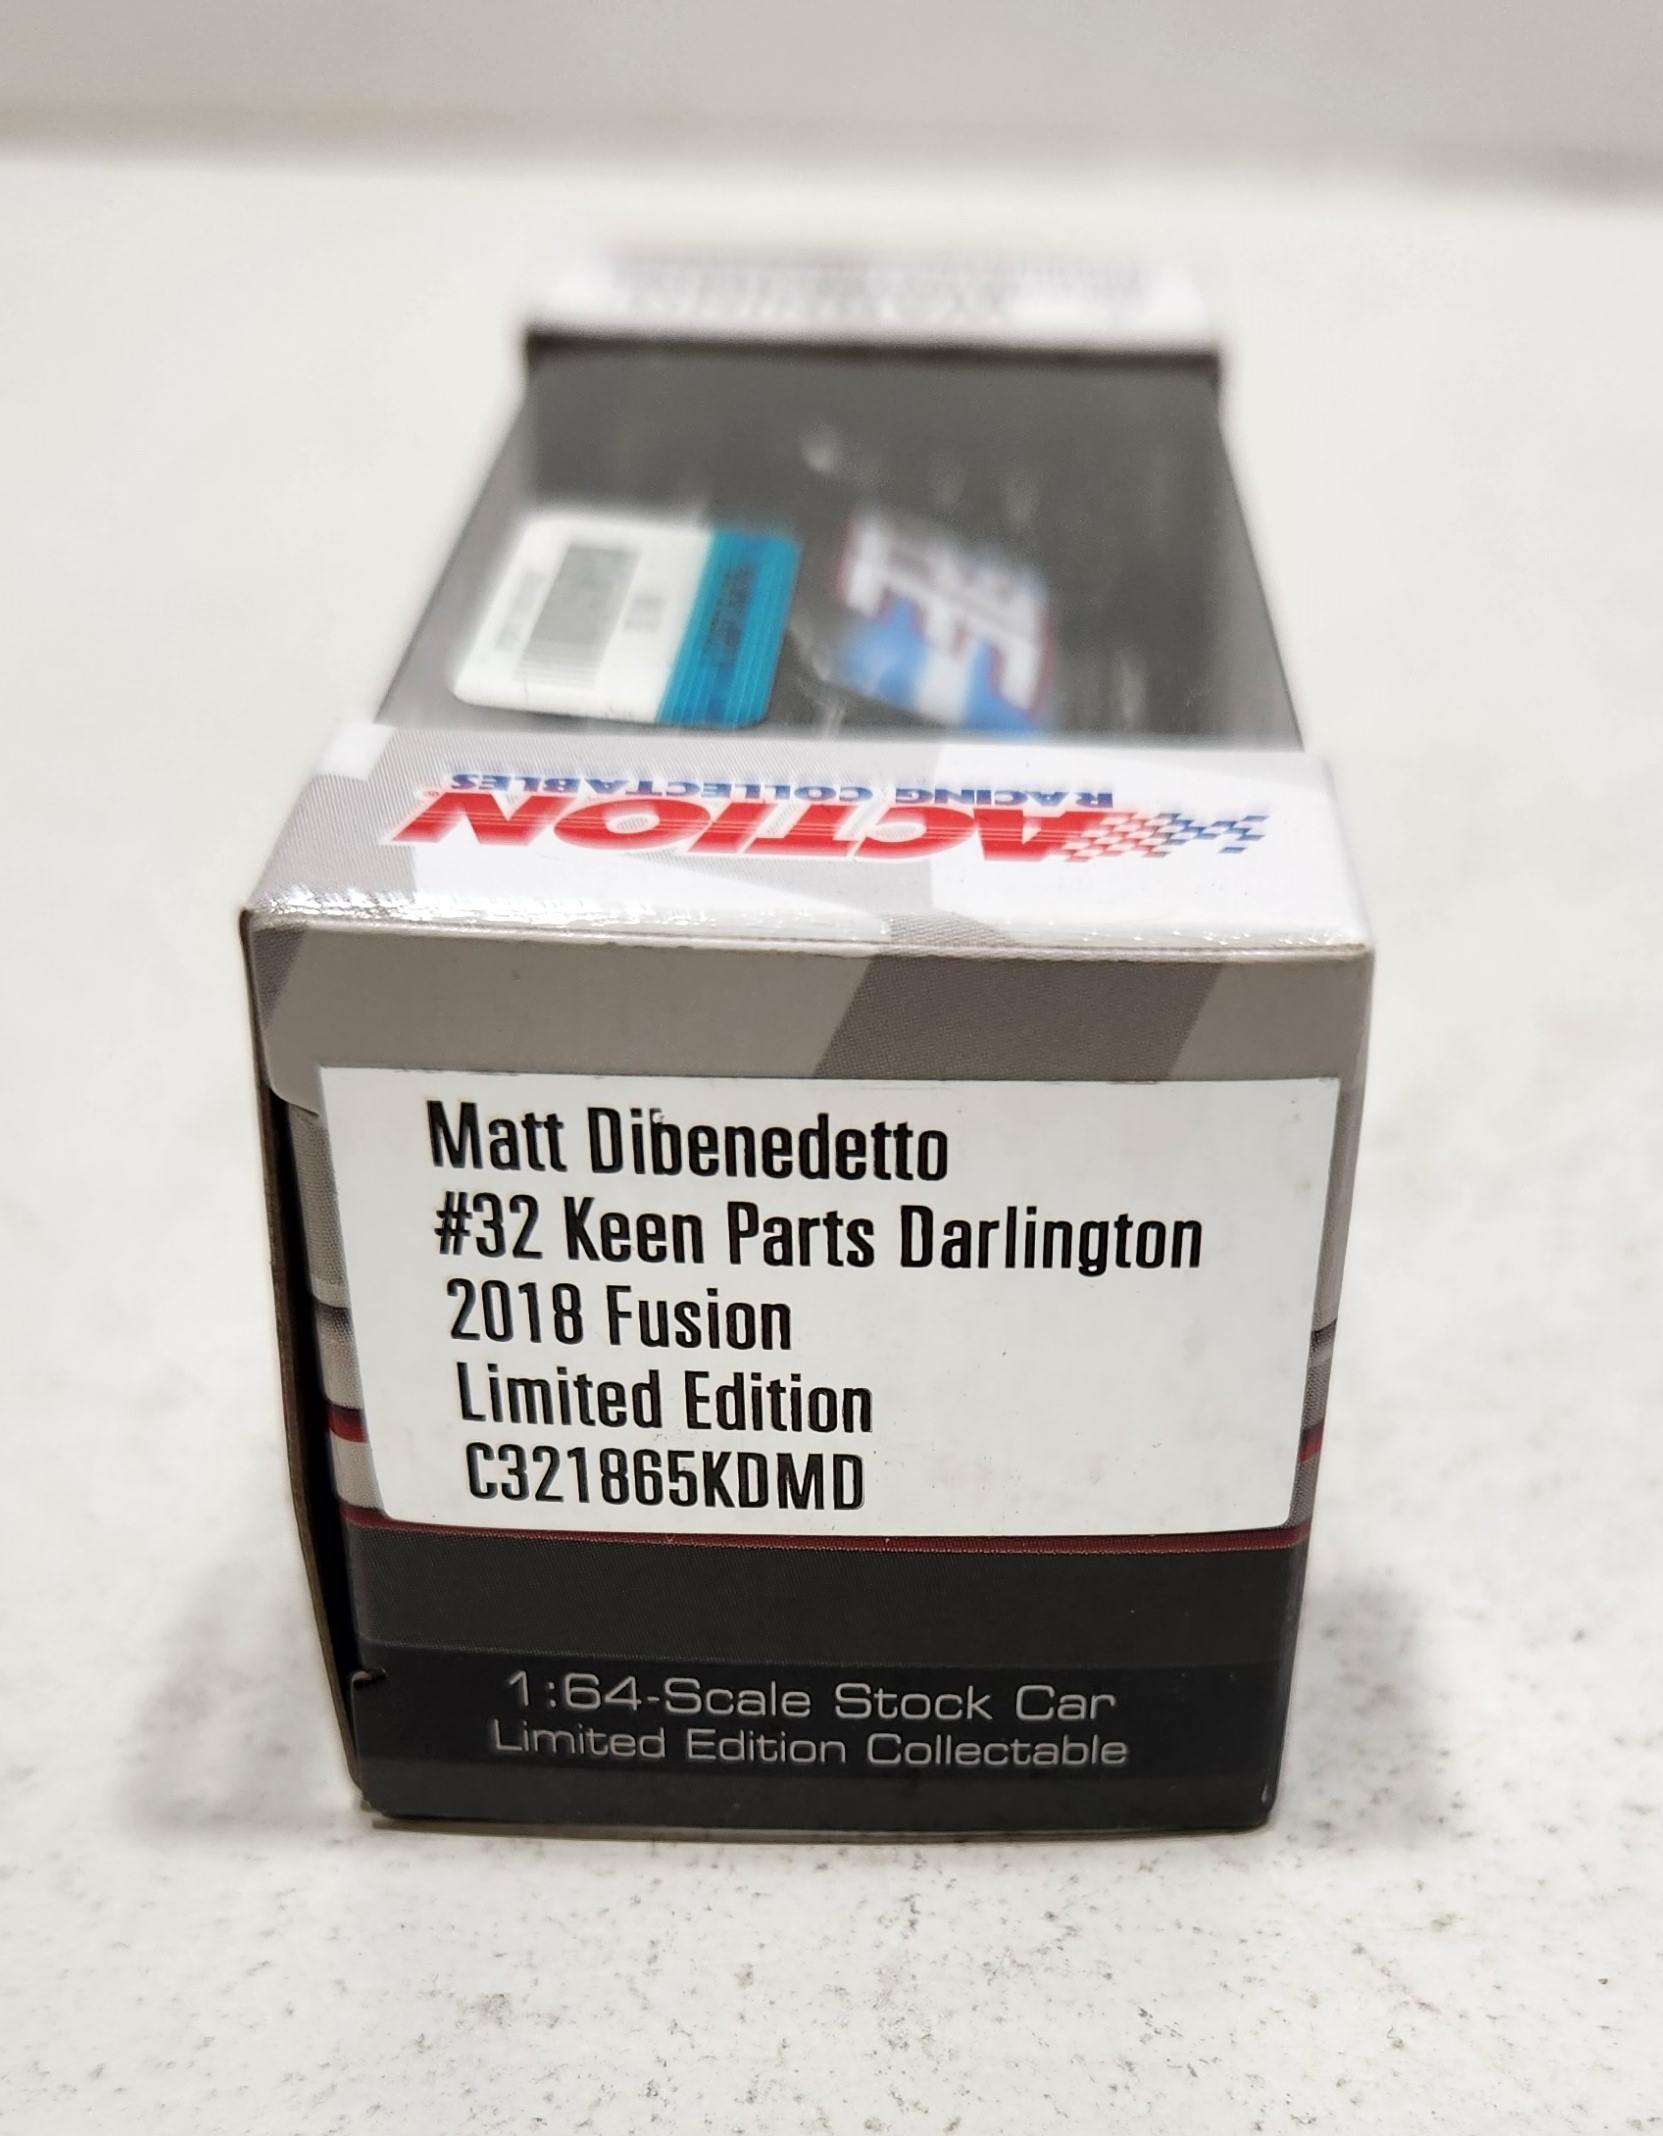 ACTION
RACING COLLECTABLES
Matt Dibenedetto
#32 Keen Parts Darlington
2018 Fusion
Limited Edition
C321865KDMD
1:64-Scale Stock Car
Limited Edition Collectable